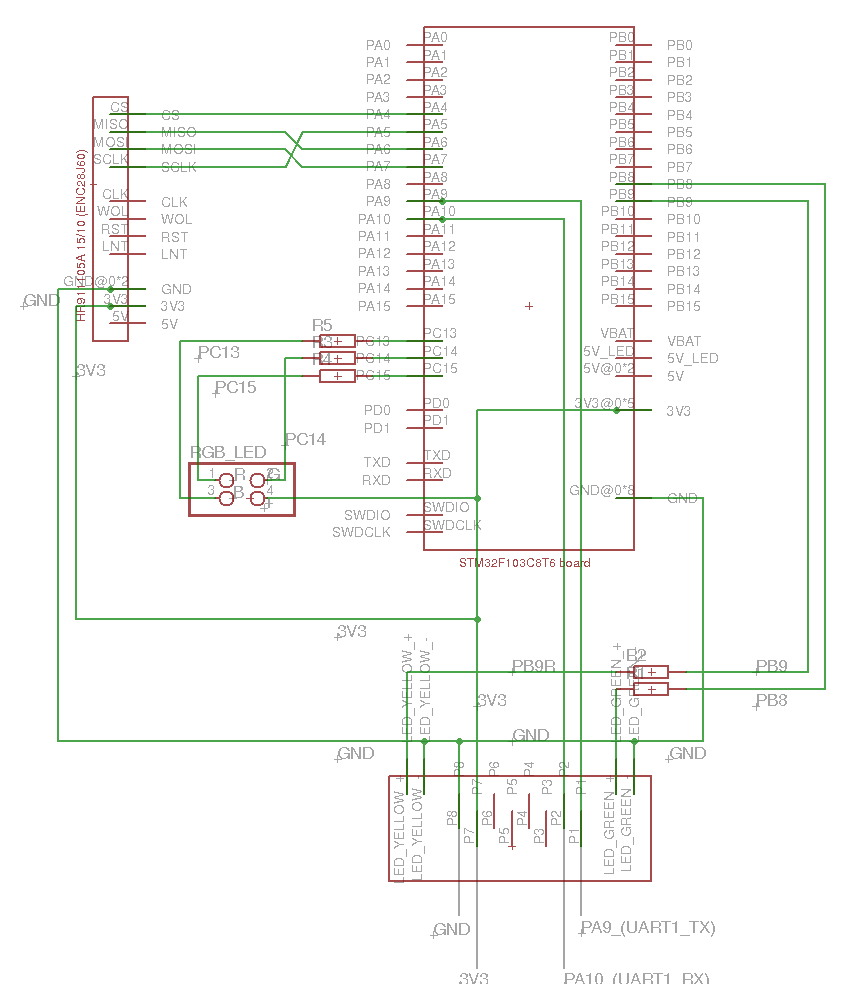 PA0
PA1
PA2
PA3
PA4
PA5
PA6
PA7
PA8
PA9
PA10
PA11
PA12
PA13
PA14
PA15
PC13
PC14
PC15
PD0
PD1
TXD
RXD
SWDIO
SWDCLK
PA0
PA1
PA2
PA3
PA4
PA5
PA6
PA7
PA8
PA9
PA10
PA11
PA12
PA13
PA14
PA15
PC13
PC14
PC15
PD0
PD1
TXD
RXD
SWDIO
SWDCLK
PB0
PB1
PB2
PB3
PB4
PB5
PB6
PB7
PB8
PB9
PB10
PB11
PB12
PB13
PB14
PB15
VBAT
5V_LED
5V@0*2
3V3@0*5
GND@0*8
PB0
PB1
PB2
PB3
PB4
PB5
PB6
PB7
PB8
PB9
PB10
PB11
PB12
PB13
PB14
PB15
VBAT
5V_LED
5V
3V3
GND
STM32F103C8T6 board
CS
MISO
MOSI
SCLK
CLK
WOL
RST
LNT
GND@0*2
3V3
5V
CS
MISO
MOSI
SCLK
CLK
WOL
RST
LNT
GND
3V3
5V
(ENC28J60)
GND
3V3
PC13
PC15
PC14
R5
R3
R4
RGB_LED
1
R
2
G
3
B
4
3V3
PB9R
R2
PB9
PB8
3V3
GND
GND
GND
LED_YELLOW_+
LED_YELLOW_-
LED_GREEN_+
P8
P7
P6
P5
P4
P3
P2
P1
LED_YELLOW_+
LED_YELLOW_-
P8
P7
P6
P5
P4
P3
P2
P1
LED_GREEN_+
LED_GREEN_-
GND
PA9_(UART1_TX)
3V3
PA10_(UART1_RX)